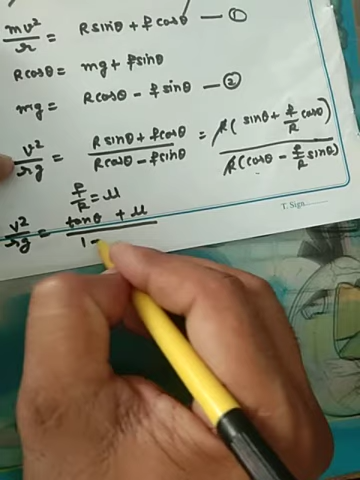 mv²/r = R sinθ + f cosθ — ①
R cosθ = mg + f sinθ
mg = R cosθ - f sinθ — ②
v²/rg = (R sinθ + f cosθ)/(R cosθ - f sinθ) = R(sinθ + f/R cosθ)/R(cosθ - f/R sinθ)
f/R = μ
v²/rg = (tanθ + μ)/(1 -
T. Sign.